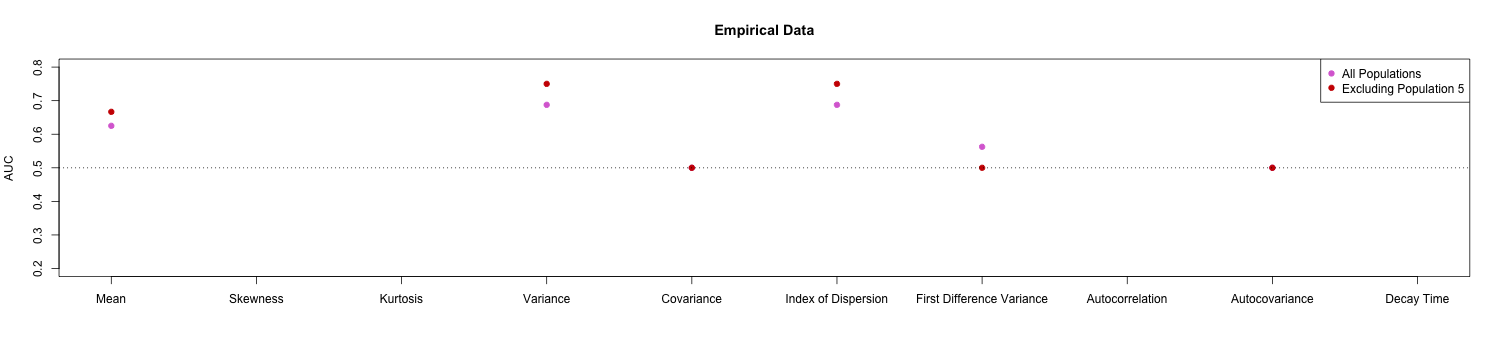 Empirical Data
All Populations
Excluding Population 5
AUC
0.8
0.7
0.6
0.5
0.4
0.3
0.2
Mean
Skewness
Kurtosis
Variance
Covariance
Index of Dispersion
First Difference Variance
Autocorrelation
Autocovariance
Decay Time